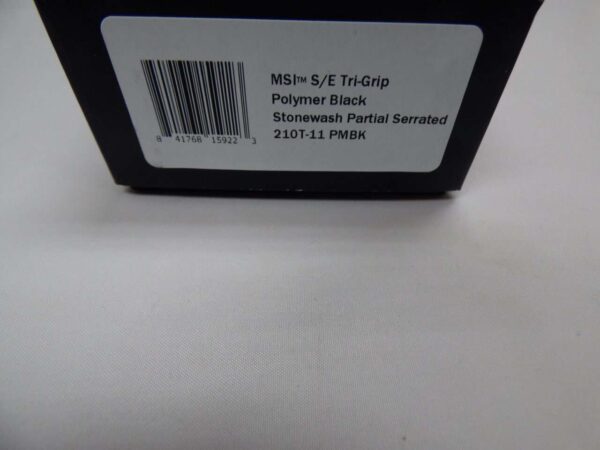 MSI™ S/E Tri-Grip
Polymer Black
Stonewash Partial Serrated
210T-11 PMBK
8 41768 15922 3